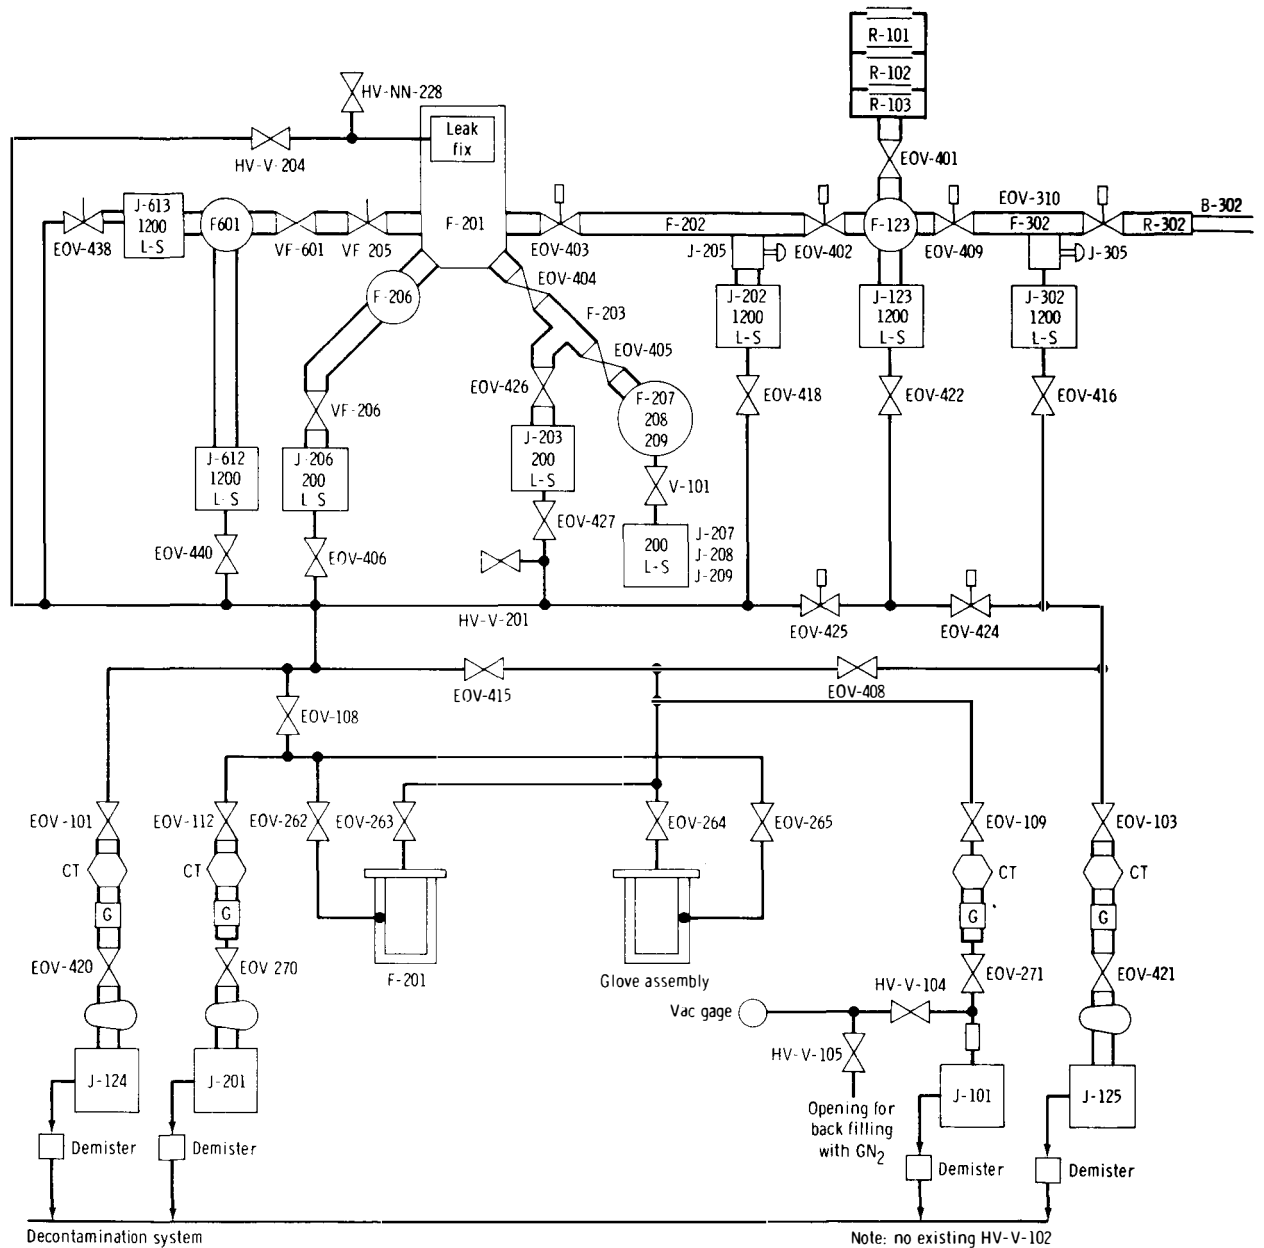 R-101
R-102
R-103
HV-NN-228
Leak
fix
HV-V-204
EOV-401
J-613
1200
L-S
F601
F-201
EOV-310
B-302
EOV-438
VF-601
VF-205
EOV-403
F-202
F-123
F-302
R-302
J-205
EOV-402
EOV-409
J-305
EOV-404
F-206
F-203
J-202
1200
L-S
J-123
1200
L-S
J-302
1200
L-S
EOV-405
EOV-426
VF-206
F-207
208
209
EOV-418
EOV-422
EOV-416
J-612
1200
L-S
J-206
200
L-S
J-203
200
L-S
V-101
EOV-427
200
L-S
J-207
J-208
J-209
EOV-440
EOV-406
HV-V-201
EOV-425
EOV-424
EOV-415
EOV-408
EOV-108
EOV-101
EOV-112
EOV-262
EOV-263
EOV-264
EOV-265
EOV-109
EOV-103
CT
CT
CT
CT
G
G
G
G
EOV-420
EOV 270
F-201
Glove assembly
EOV-271
EOV-421
HV-V-104
Vac gage
HV-V-105
J-124
J-201
J-101
J-125
Opening for
back filling
with GN2
Demister
Demister
Demister
Demister
Decontamination system
Note: no existing HV-V-102